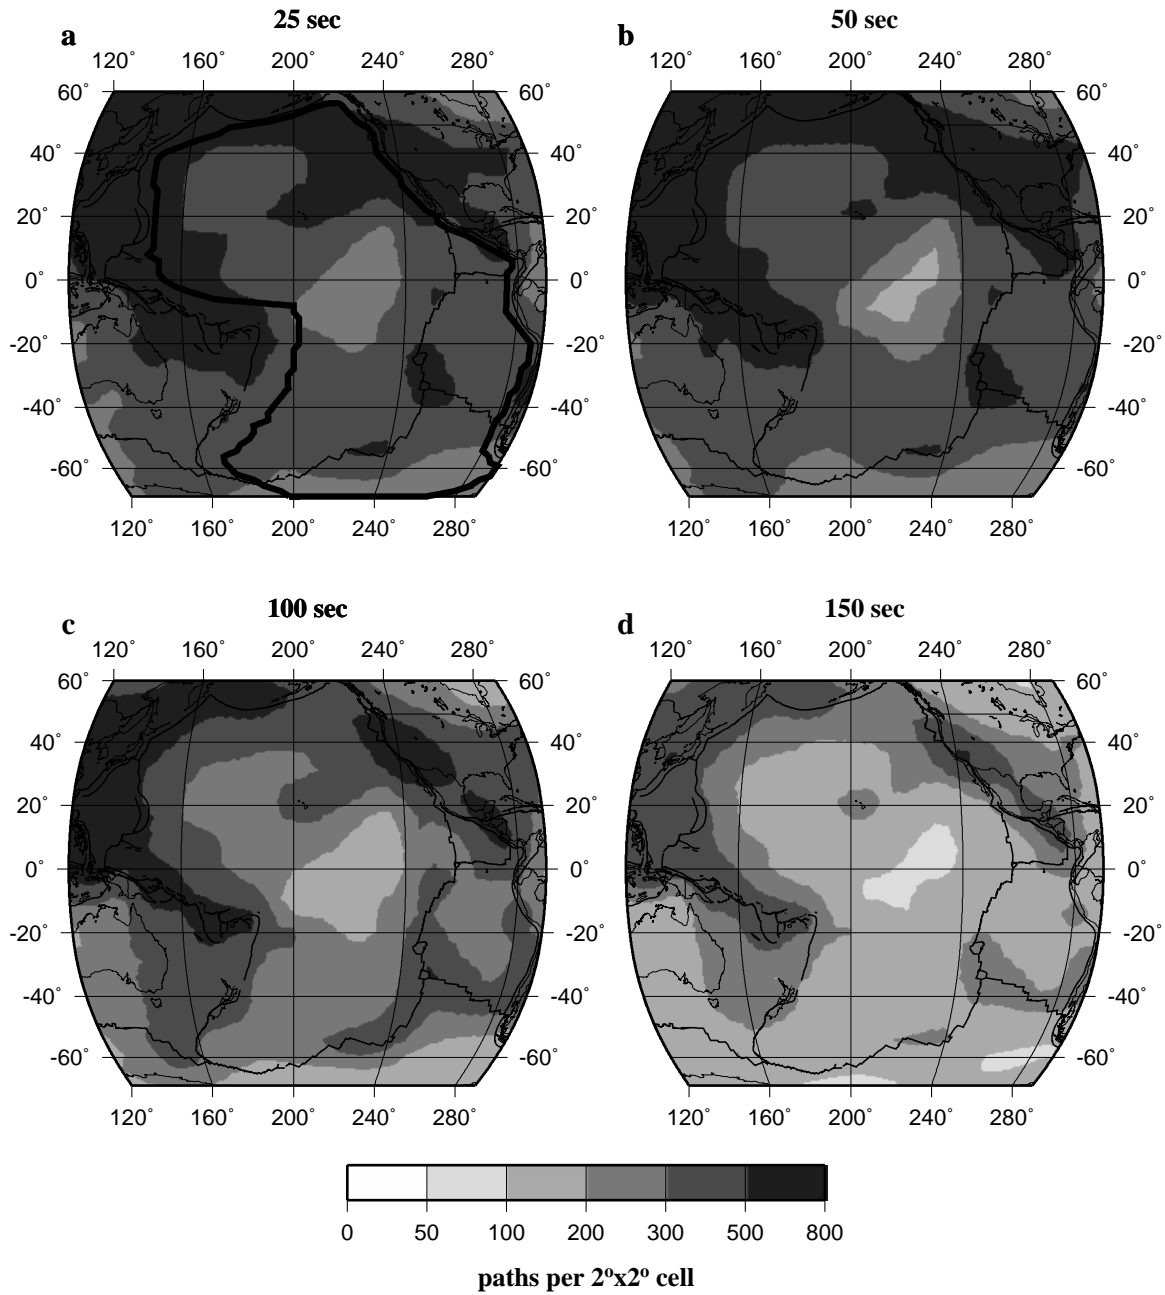 25 sec
50 sec
a
b
120° 160° 200° 240° 280°
120° 160° 200° 240° 280°
60° 60° 60°
40° 40° 40° 40°
20° 20° 20° 20°
0° 0° 0° 0°
-20° -20° -20° -20°
-40° -40° -40° -40°
-60° -60° -60° -60°
120° 160° 200° 240° 280°
120° 160° 200° 240° 280°
100 sec
150 sec
c
d
120° 160° 200° 240° 280°
120° 160° 200° 240° 280°
60° 60° 60° 60°
40° 40° 40° 40°
20° 20° 20° 20°
0° 0° 0° 0°
-20° -20° -20° -20°
-40° -40° -40° -40°
-60° -60° -60° -60°
120° 160° 200° 240° 280°
120° 160° 200° 240° 280°
0 50 100 200 300 500 800
paths per 2ºx2º cell